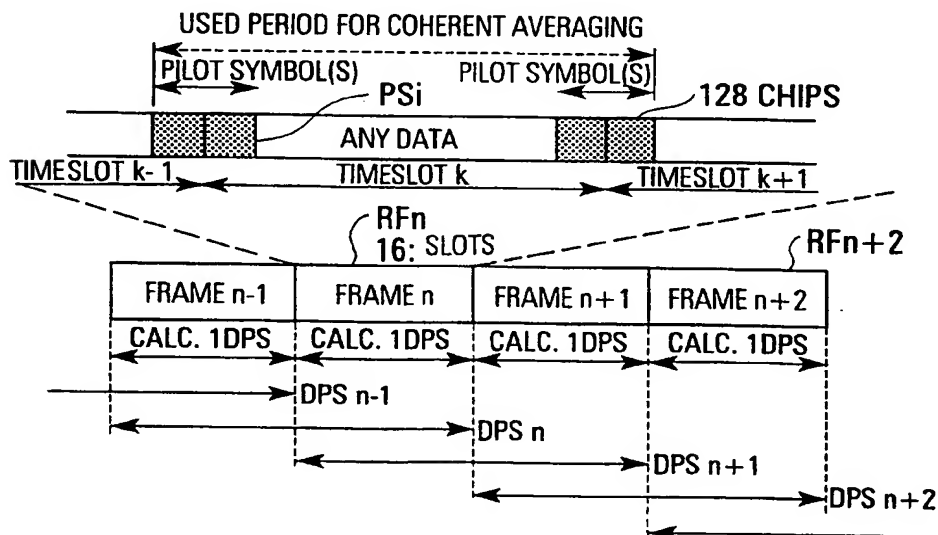 USED PERIOD FOR COHERENT AVERAGING
PILOT SYMBOL(S) PILOT SYMBOL(S)
PSi 128 CHIPS
ANY DATA
TIMESLOT k-1 TIMESLOT k TIMESLOT k+1
RFn
16: SLOTS
RFn+2
FRAME n-1 FRAME n FRAME n+1 FRAME n+2
CALC. 1DPS CALC. 1DPS CALC. 1DPS CALC. 1DPS
DPS n-1
DPS n
DPS n+1
DPS n+2